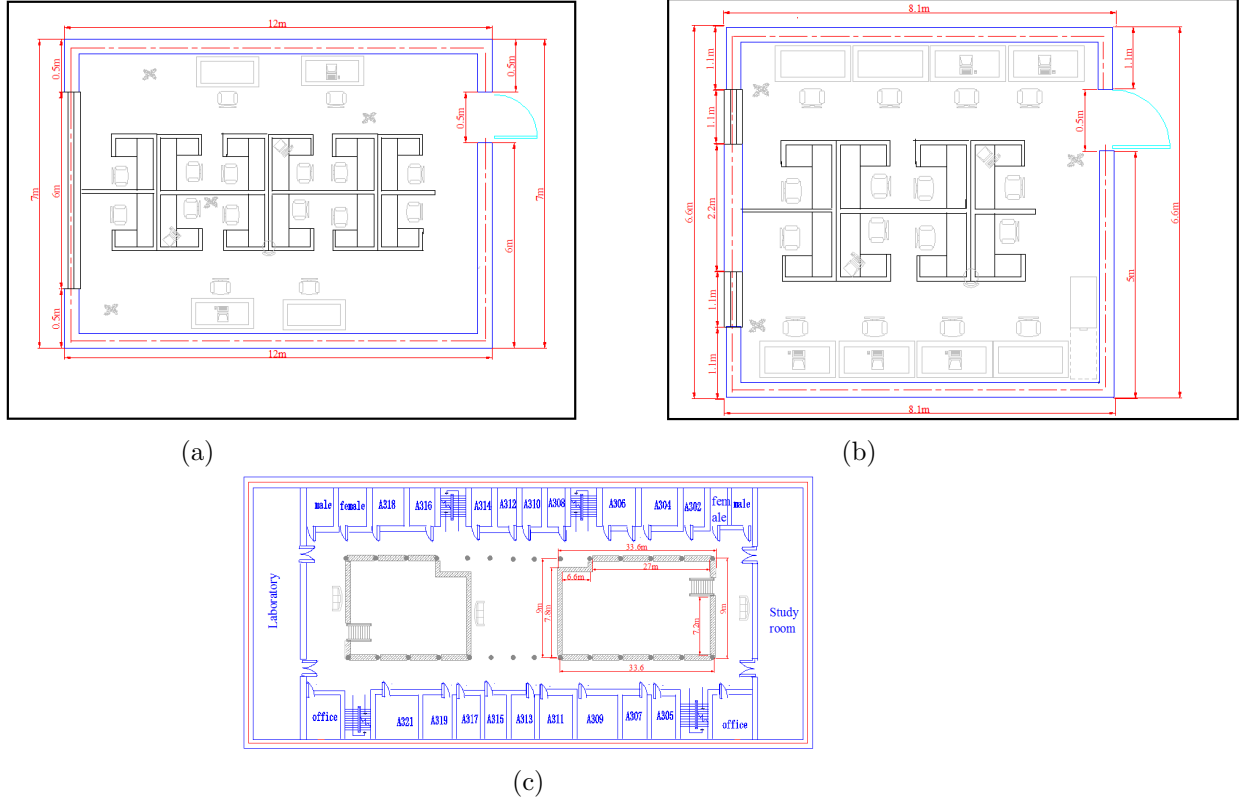 12m
8.1m
0.5m
0.5m
0.5m
7m
6m
7m
6m
0.5m
12m
1.1m
1.1m
1.1m
0.5m
6.6m
2.2m
6.6m
5m
1.1m
1.1m
8.1m
(a)
(b)
male
female
A318
A316
A314
A312
A310
A308
A306
A304
A302
fem
ale
male
33.6m
27m
6.6m
9m
7.8m
7.2m
9m
33.6
Laboratory
Study
room
office
A321
A319
A317
A315
A313
A311
A309
A307
A305
office
(c)